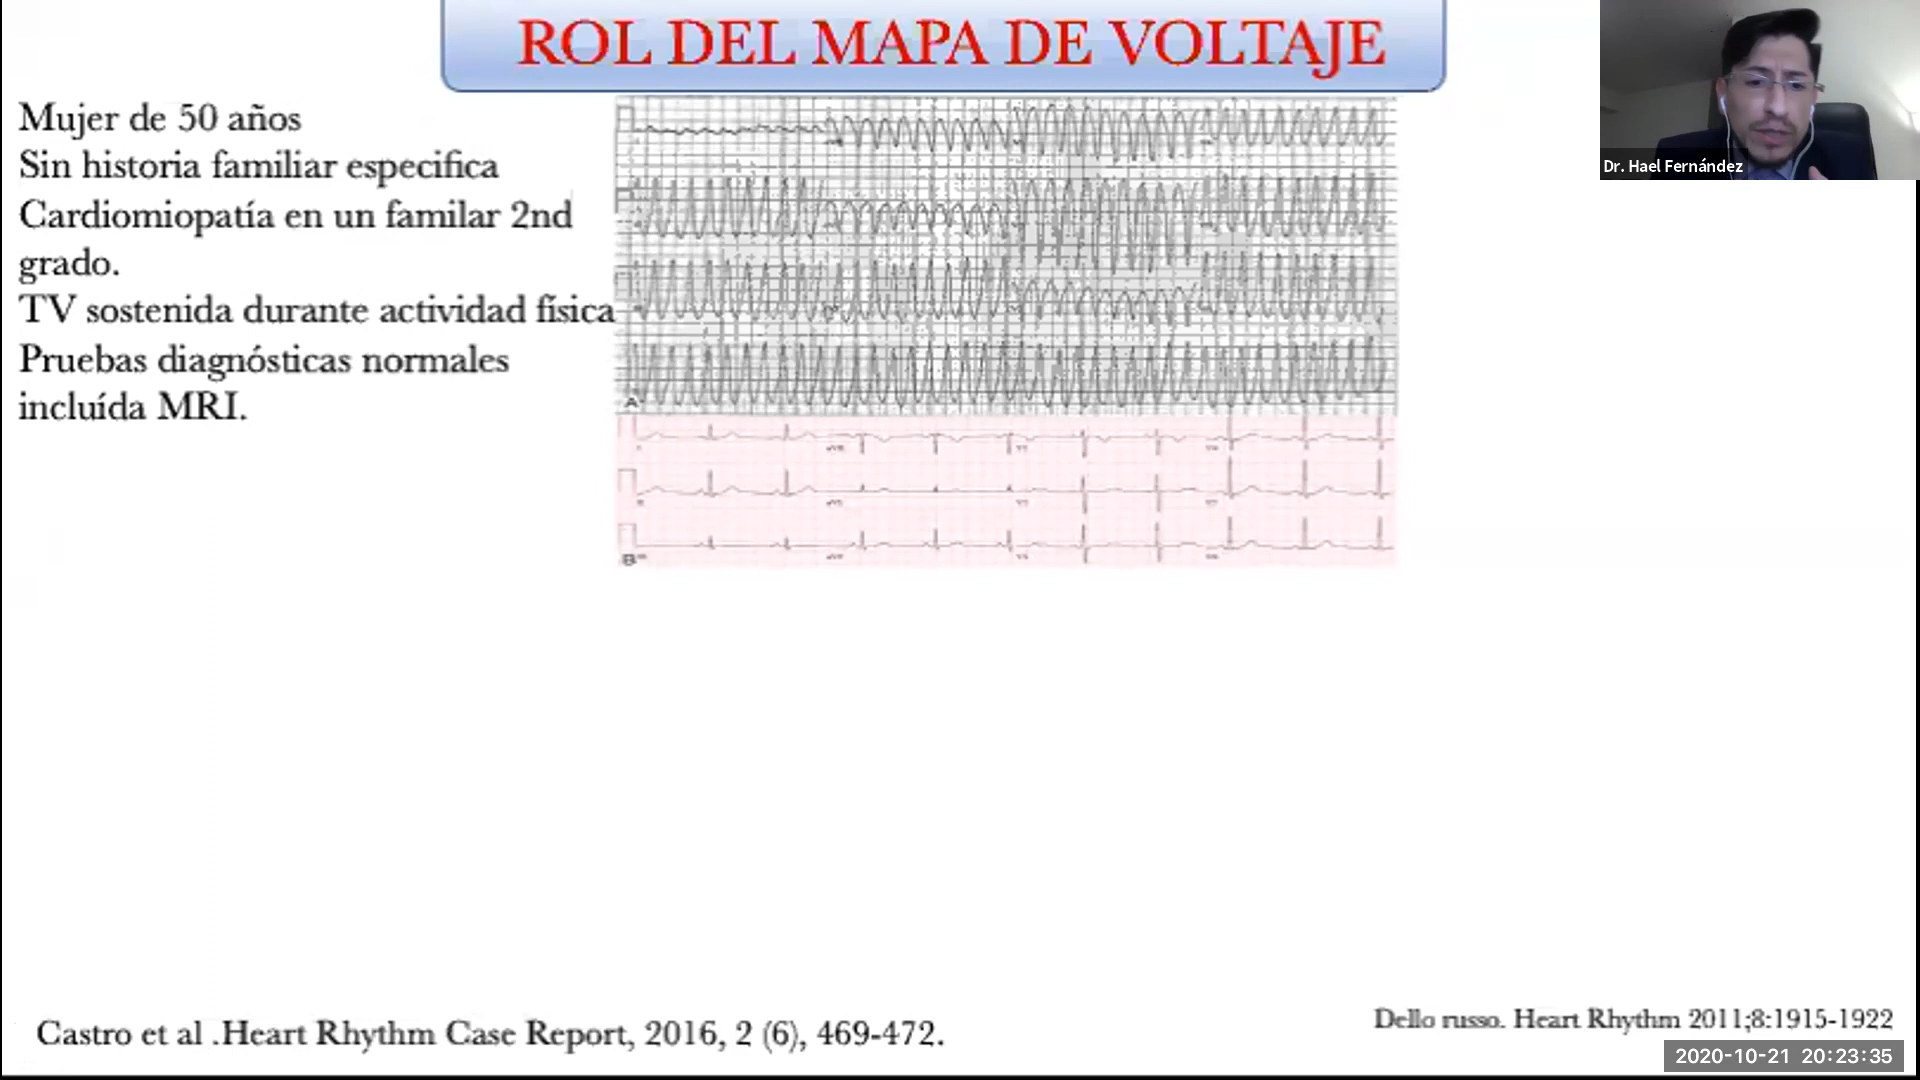 ROL DEL MAPA DE VOLTAJE
Dr. Hael Fernández
Mujer de 50 años
Sin historia familiar especifica
Cardiomiopatía en un familar 2nd
grado.
TV sostenida durante actividad física
Pruebas diagnósticas normales
incluída MRI.
A
B
Castro et al .Heart Rhythm Case Report, 2016, 2 (6), 469-472.
Dello russo. Heart Rhythm 2011;8:1915-1922
2020-10-21 20:23:35